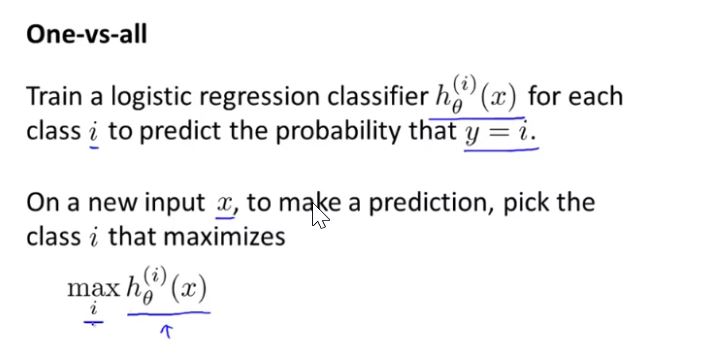 One-vs-all
Train a logistic regression classifier $h_\theta^{(i)}(x)$ for each
class $i$ to predict the probability that $y = i$.
On a new input $x$, to make a prediction, pick the
class $i$ that maximizes
$\max_i h_\theta^{(i)}(x)$